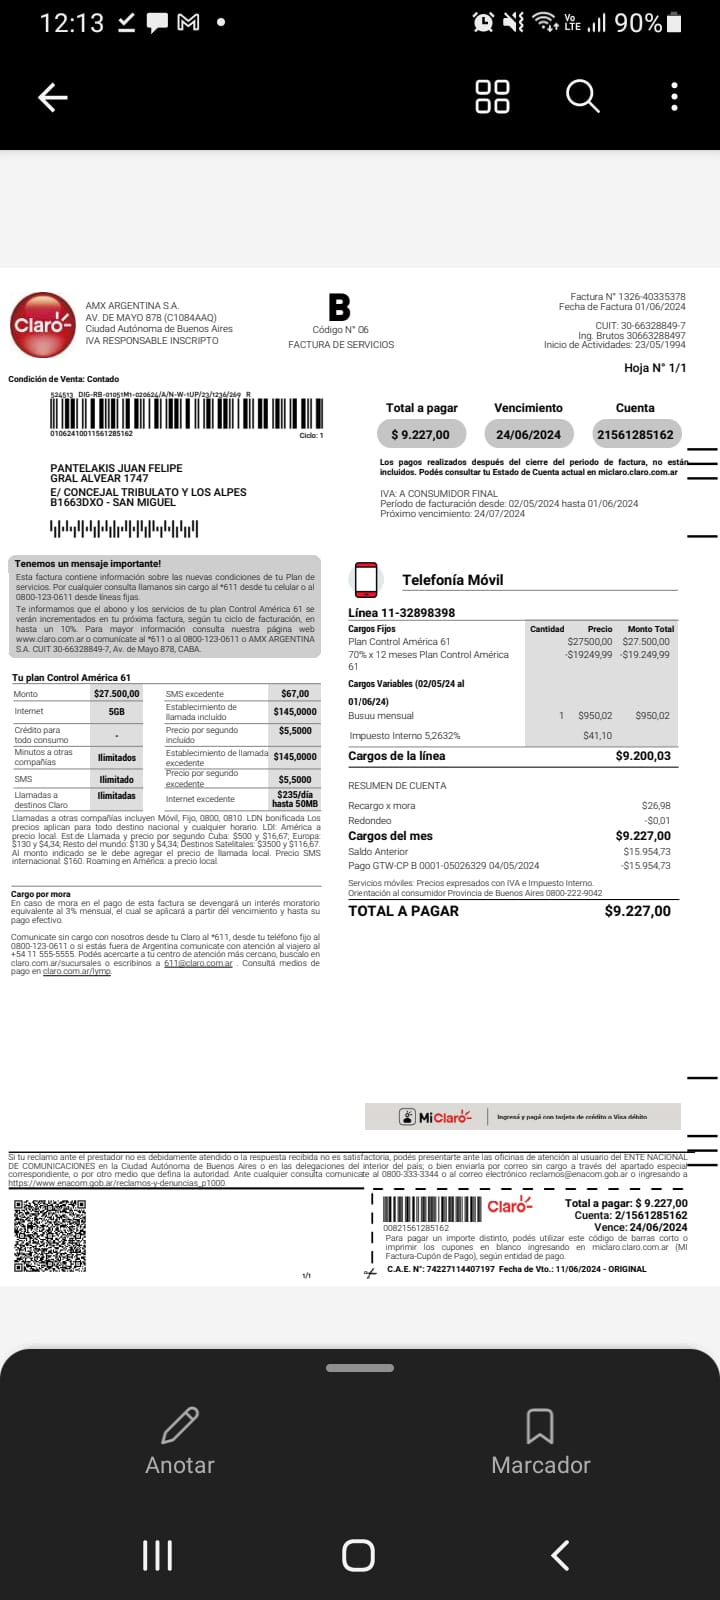 12:13
Vo LTE 90%
Claro
AMX ARGENTINA S.A.
AV. DE MAYO 878 (C1084AAQ)
Ciudad Autónoma de Buenos Aires
IVA RESPONSABLE INSCRIPTO
B
Código N° 06
FACTURA DE SERVICIOS
Factura N° 1326-40335378
Fecha de Factura 01/06/2024
CUIT: 30-66328849-7
Ing. Brutos 30663288497
Inicio de Actividades: 23/05/1994
Hoja N° 1/1
Condición de Venta: Contado
524513 DIG-RB-01051M1-020624/A/N-W-1UP/23/1236/269 R
01062410011561285162 Ciclo: 1
Total a pagar Vencimiento Cuenta
$ 9.227,00 24/06/2024 21561285162
Los pagos realizados después del cierre del periodo de factura, no están
incluidos. Podés consultar tu Estado de Cuenta actual en miclaro.claro.com.ar
PANTELAKIS JUAN FELIPE
GRAL ALVEAR 1747
E/ CONCEJAL TRIBULATO Y LOS ALPES
B1663DXO - SAN MIGUEL
IVA: A CONSUMIDOR FINAL
Período de facturación desde: 02/05/2024 hasta 01/06/2024
Próximo vencimiento: 24/07/2024
Tenemos un mensaje importante!
Esta factura contiene información sobre las nuevas condiciones de tu Plan de
servicios. Por cualquier consulta llamanos sin cargo al *611 desde tu celular o al
0800-123-0611 desde líneas fijas.
Te informamos que el abono y los servicios de tu plan Control América 61 se
verán incrementados en tu próxima factura, según tu ciclo de facturación, en
hasta un 10%. Para mayor información consulta nuestra página web
www.claro.com.ar o comunícate al *611 o al 0800-123-0611 o AMX ARGENTINA
S.A. CUIT 30-66328849-7, Av. de Mayo 878, CABA.
Tu plan Control América 61
Monto $27.500,00 SMS excedente $67,00
Internet 5GB Establecimiento de llamada incluído $145,0000
Crédito para todo consumo - Precio por segundo incluído $5,5000
Minutos a otras compañías Ilimitados Establecimiento de llamada excedente $145,0000
SMS Ilimitado Precio por segundo excedente $5,5000
Llamadas a destinos Claro Ilimitadas Internet excedente $235/día hasta 50MB
Llamadas a otras compañías incluyen Móvil, Fijo, 0800, 0810. LDN bonificada Los
precios aplican para todo destino nacional y cualquier horario. LDI: América a
precio local. Est.de Llamada y precio por segundo Cuba: $500 y $16,67; Europa:
$130 y $4,34; Resto del mundo: $130 y $4,34; Destinos Satelitales: $3500 y $116,67.
Al monto indicado se le debe agregar el precio de llamada local. Precio SMS
internacional: $160. Roaming en América: a precio local.
Cargo por mora
En caso de mora en el pago de esta factura se devengará un interés moratorio
equivalente al 3% mensual, el cual se aplicará a partir del vencimiento y hasta su
pago efectivo.
Comunicate sin cargo con nosotros desde tu Claro al *611, desde tu teléfono fijo al
0800-123-0611 o si estás fuera de Argentina comunicate con atención al viajero al
+54 11 555-5555. Podés acercarte a tu centro de atención más cercano, buscalo en
claro.com.ar/sucursales o escribinos a 611@claro.com.ar . Consultá medios de
pago en claro.com.ar/lymp.
Telefonía Móvil
Línea 11-32898398
Cargos Fijos Cantidad Precio Monto Total
Plan Control América 61 $27500,00 $27.500,00
70% x 12 meses Plan Control América -$19249,99 -$19.249,99
61
Cargos Variables (02/05/24 al
01/06/24)
Busuu mensual 1 $950,02 $950,02
Impuesto Interno 5,2632% $41,10
Cargos de la línea $9.200,03
RESUMEN DE CUENTA
Recargo x mora $26,98
Redondeo -$0,01
Cargos del mes $9.227,00
Saldo Anterior $15.954,73
Pago GTW-CP B 0001-05026329 04/05/2024 -$15.954,73
Servicios móviles: Precios expresados con IVA e Impuesto Interno.
Orientación al consumidor Provincia de Buenos Aires 0800-222-9042
TOTAL A PAGAR $9.227,00
MiClaro Ingresá y pagá con tarjeta de crédito o Visa débito
Si tu reclamo ante el prestador no es debidamente atendido o la respuesta recibida no es satisfactoria, podés presentarte ante las oficinas de atención al usuario del ENTE NACIONAL
DE COMUNICACIONES en la Ciudad Autónoma de Buenos Aires o en las delegaciones del interior del país; o bien enviarla por correo sin cargo a través del apartado especial
correspondiente, o por otro medio que defina la autoridad. Ante cualquier consulta comunicate al 0800-333-3344 o al correo electrónico reclamos@enacom.gob.ar o ingresando a
https://www.enacom.gob.ar/reclamos-y-denuncias_p1000.
Claro
00821561285162
Total a pagar: $ 9.227,00
Cuenta: 2/1561285162
Vence: 24/06/2024
Para pagar un importe distinto, podés utilizar este código de barras corto o
imprimir los cupones en blanco ingresando en miclaro.claro.com.ar (MI
Factura-Cupón de Pago), según entidad de pago.
1/1
C.A.E. N°: 74227114407197 Fecha de Vto.: 11/06/2024 - ORIGINAL
Anotar Marcador